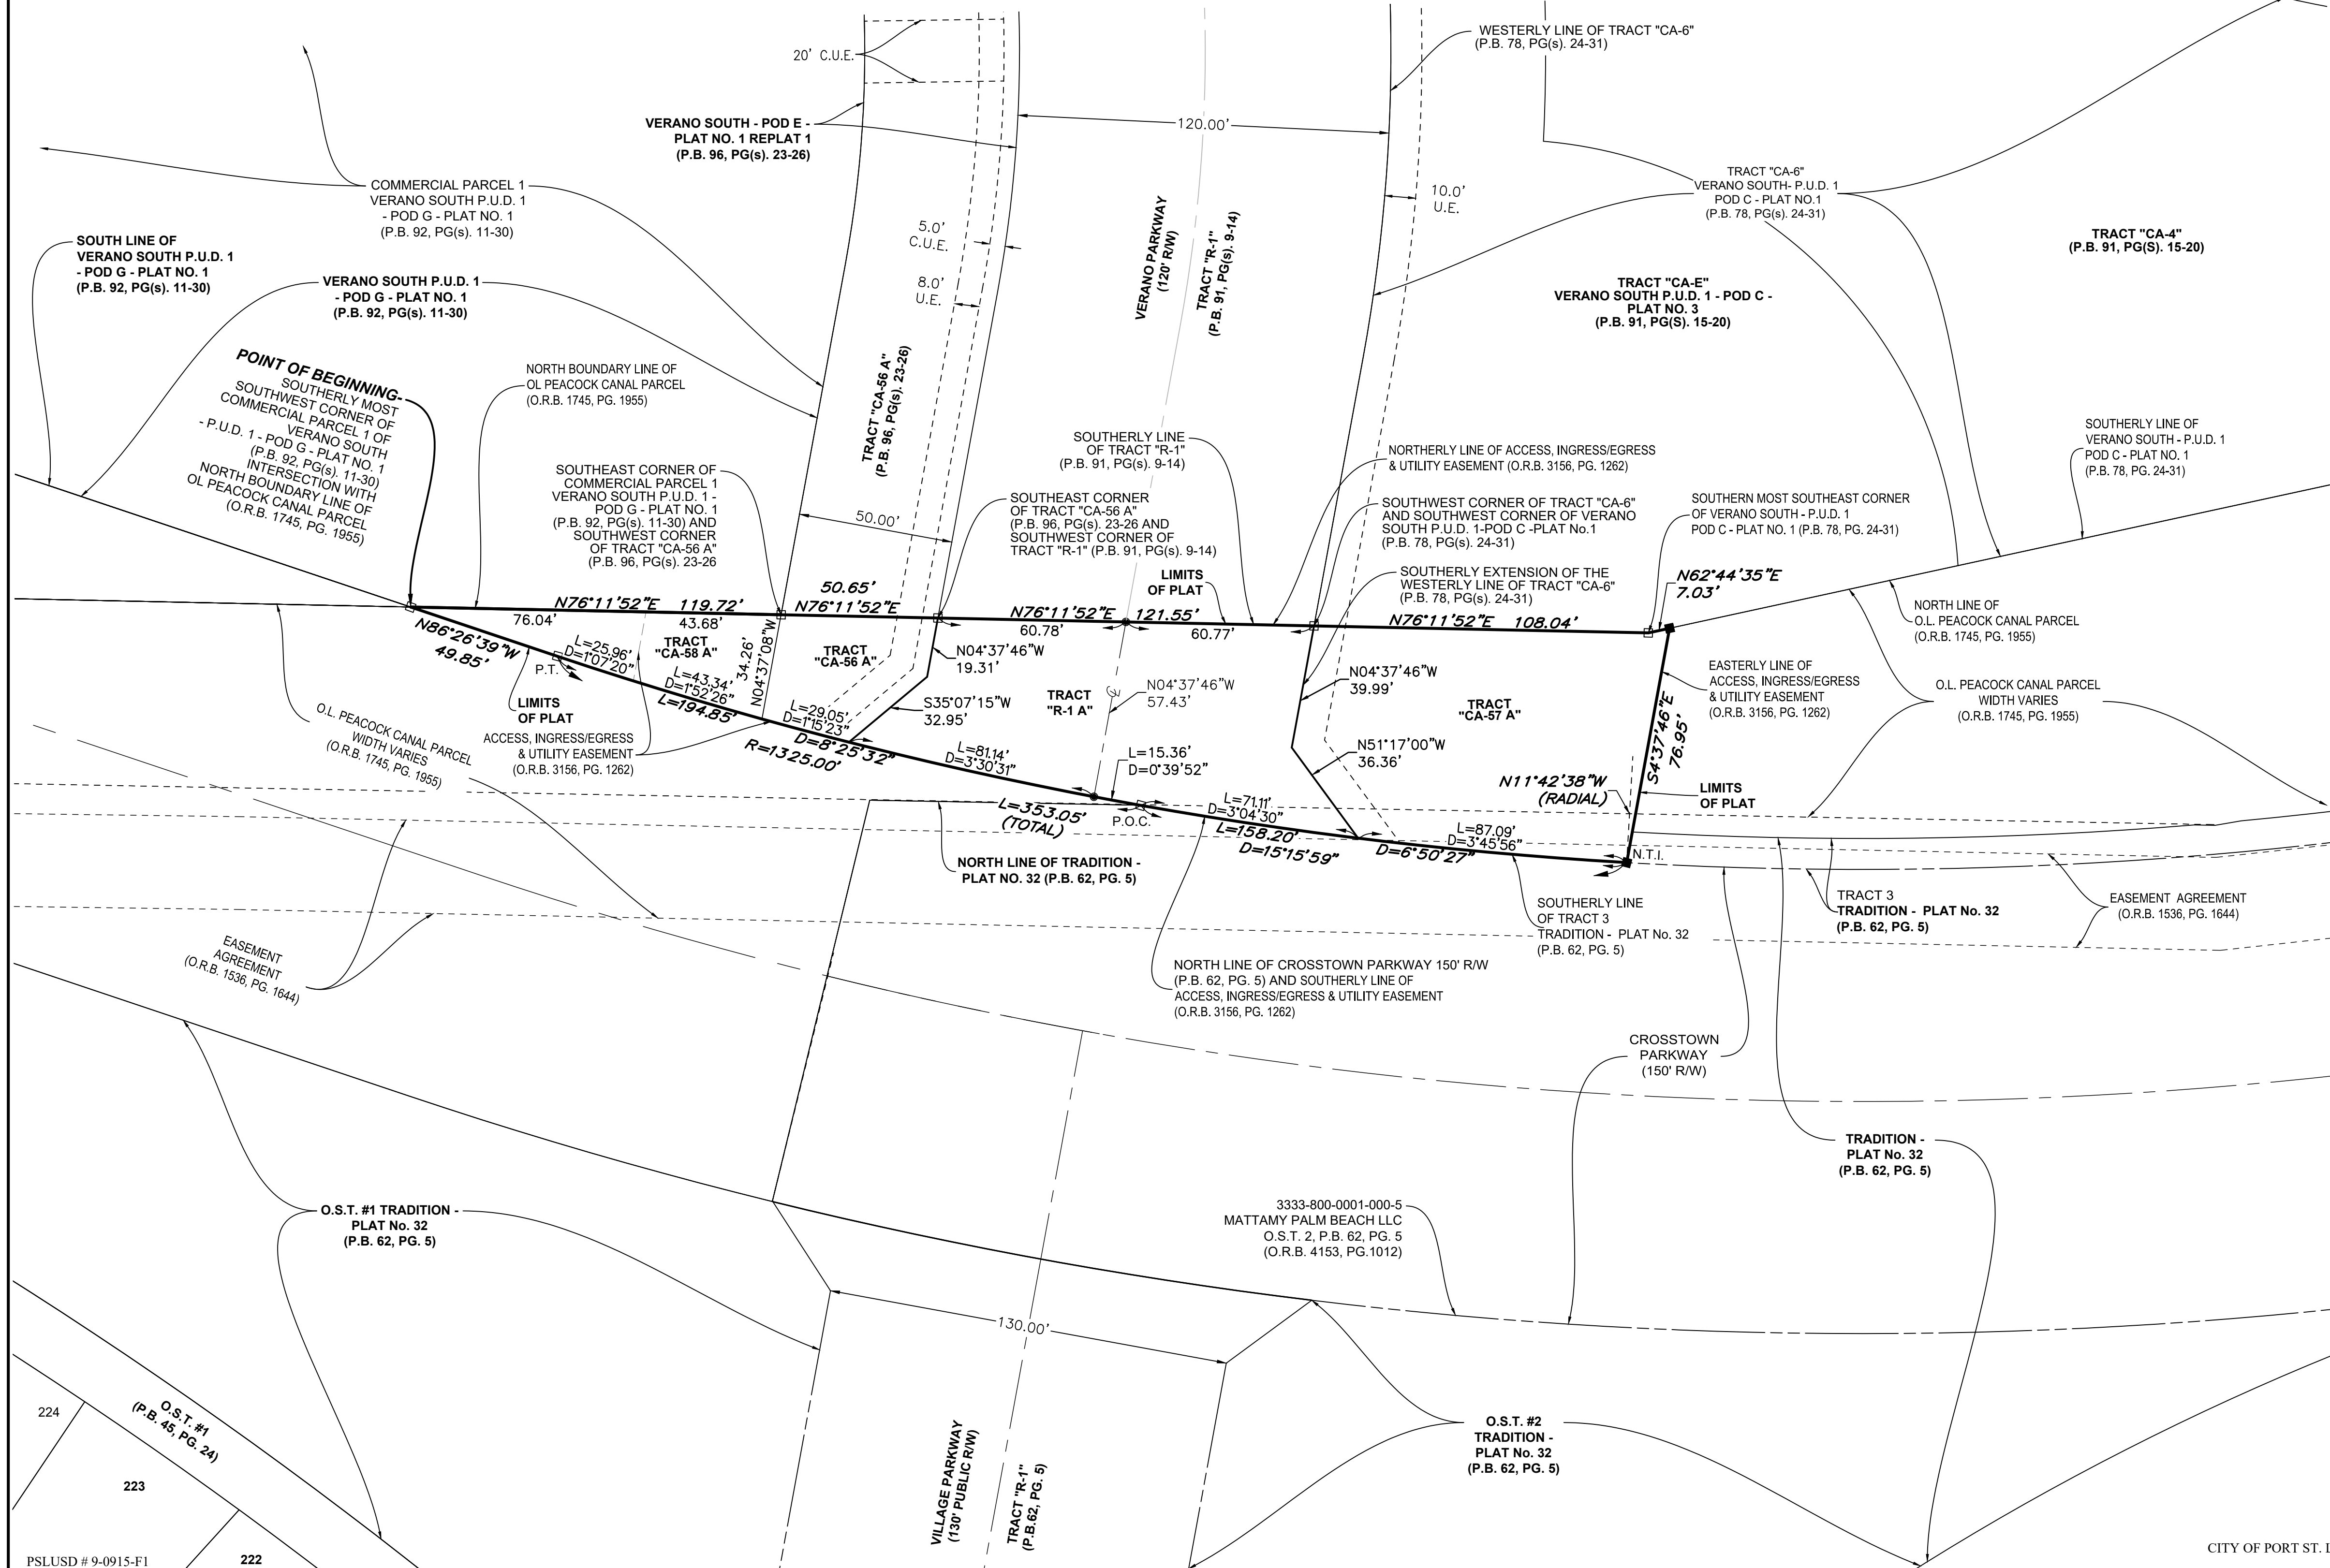 20' C.U.E.
WESTERLY LINE OF TRACT "CA-6"
(P.B. 78, PG(s). 24-31)
VERANO SOUTH - POD E -
PLAT NO. 1 REPLAT 1
(P.B. 96, PG(s). 23-26)
120.00'
COMMERCIAL PARCEL 1
VERANO SOUTH P.U.D. 1
- POD G - PLAT NO. 1
(P.B. 92, PG(s). 11-30)
10.0'
U.E.
TRACT "CA-6"
VERANO SOUTH- P.U.D. 1
POD C - PLAT NO.1
(P.B. 78, PG(s). 24-31)
SOUTH LINE OF
VERANO SOUTH P.U.D. 1
- POD G - PLAT NO. 1
(P.B. 92, PG(s). 11-30)
5.0'
C.U.E.
8.0'
U.E.
VERANO PARKWAY
(120' R/W)
TRACT "R-1"
(P.B. 91, PG(s). 9-14)
TRACT "CA-4"
(P.B. 91, PG(S). 15-20)
VERANO SOUTH P.U.D. 1
- POD G - PLAT NO. 1
(P.B. 92, PG(s). 11-30)
TRACT "CA-E"
VERANO SOUTH P.U.D. 1 - POD C -
PLAT NO. 3
(P.B. 91, PG(S). 15-20)
POINT OF BEGINNING-
SOUTHERLY MOST
SOUTHWEST CORNER OF
COMMERCIAL PARCEL 1 OF
VERANO SOUTH
- P.U.D. 1 - POD G - PLAT NO. 1
(P.B. 92, PG(s). 11-30)
INTERSECTION WITH
NORTH BOUNDARY LINE OF
OL PEACOCK CANAL PARCEL
(O.R.B. 1745, PG. 1955)
NORTH BOUNDARY LINE OF
OL PEACOCK CANAL PARCEL
(O.R.B. 1745, PG. 1955)
TRACT "CA-56 A"
(P.B. 96, PG(s). 23-26)
SOUTHEAST CORNER OF
COMMERCIAL PARCEL 1
VERANO SOUTH P.U.D. 1 -
POD G - PLAT NO. 1
(P.B. 92, PG(s). 11-30) AND
SOUTHWEST CORNER
OF TRACT "CA-56 A"
(P.B. 96, PG(s). 23-26
50.00'
SOUTHERLY LINE
OF TRACT "R-1"
(P.B. 91, PG(s). 9-14)
SOUTHEAST CORNER
OF TRACT "CA-56 A"
(P.B. 96, PG(s). 23-26 AND
SOUTHWEST CORNER OF
TRACT "R-1" (P.B. 91, PG(s). 9-14)
NORTHERLY LINE OF ACCESS, INGRESS/EGRESS
& UTILITY EASEMENT (O.R.B. 3156, PG. 1262)
SOUTHWEST CORNER OF TRACT "CA-6"
AND SOUTHWEST CORNER OF VERANO
SOUTH P.U.D. 1-POD C -PLAT No.1
(P.B. 78, PG(s). 24-31)
SOUTHERN MOST SOUTHEAST CORNER
OF VERANO SOUTH - P.U.D. 1
POD C - PLAT NO. 1 (P.B. 78, PG. 24-31)
SOUTHERLY LINE OF
VERANO SOUTH - P.U.D. 1
POD C - PLAT NO. 1
(P.B. 78, PG. 24-31)
LIMITS
OF PLAT
SOUTHERLY EXTENSION OF THE
WESTERLY LINE OF TRACT "CA-6"
(P.B. 78, PG(s). 24-31)
N62°44'35"E
7.03'
NORTH LINE OF
O.L. PEACOCK CANAL PARCEL
(O.R.B. 1745, PG. 1955)
N76°11'52"E 119.72'
50.65'
N76°11'52"E
N76°11'52"E 121.55'
N76°11'52"E 108.04'
76.04'
43.68'
60.78'
60.77'
N86°26'39"W
49.85'
P.T.
L=25.96'
D=1°07'20"
TRACT
"CA-58 A"
34.26'
N04°37'08"W
TRACT
"CA-56 A"
N04°37'46"W
19.31'
S35°07'15"W
32.95'
TRACT
"R-1 A"
N04°37'46"W
57.43'
N04°37'46"W
39.99'
TRACT
"CA-57 A"
EASTERLY LINE OF
ACCESS, INGRESS/EGRESS
& UTILITY EASEMENT
(O.R.B. 3156, PG. 1262)
O.L. PEACOCK CANAL PARCEL
WIDTH VARIES
(O.R.B. 1745, PG. 1955)
S4°37'46"E
76.95'
L=43.34'
D=1°52'26"
L=194.85'
LIMITS
OF PLAT
L=29.05'
D=1°15'23"
D=8°25'32"
R=1325.00'
L=81.14'
D=3°30'31"
L=15.36'
D=0°39'52"
N51°17'00"W
36.36'
N11°42'38"W
(RADIAL)
LIMITS
OF PLAT
O.L. PEACOCK CANAL PARCEL
WIDTH VARIES
(O.R.B. 1745, PG. 1955)
ACCESS, INGRESS/EGRESS
& UTILITY EASEMENT
(O.R.B. 3156, PG. 1262)
L=353.05'
(TOTAL)
P.O.C.
L=71.11'
D=3°04'30"
L=158.20'
D=15°15'59"
D=6°50'27"
L=87.09'
D=3°45'56"
N.T.I.
NORTH LINE OF TRADITION -
PLAT NO. 32 (P.B. 62, PG. 5)
SOUTHERLY LINE
OF TRACT 3
TRADITION - PLAT No. 32
(P.B. 62, PG. 5)
TRACT 3
TRADITION - PLAT No. 32
(P.B. 62, PG. 5)
EASEMENT AGREEMENT
(O.R.B. 1536, PG. 1644)
EASEMENT
AGREEMENT
(O.R.B. 1536, PG. 1644)
NORTH LINE OF CROSSTOWN PARKWAY 150' R/W
(P.B. 62, PG. 5) AND SOUTHERLY LINE OF
ACCESS, INGRESS/EGRESS & UTILITY EASEMENT
(O.R.B. 3156, PG. 1262)
CROSSTOWN
PARKWAY
(150' R/W)
TRADITION -
PLAT No. 32
(P.B. 62, PG. 5)
O.S.T. #1 TRADITION -
PLAT No. 32
(P.B. 62, PG. 5)
3333-800-0001-000-5
MATTAMY PALM BEACH LLC
O.S.T. 2, P.B. 62, PG. 5
(O.R.B. 4153, PG.1012)
130.00'
O.S.T. #1
(P.B. 45, PG. 24)
224
223
222
VILLAGE PARKWAY
(130' PUBLIC R/W)
TRACT "R-1"
(P.B.62, PG. 5)
O.S.T. #2
TRADITION -
PLAT No. 32
(P.B. 62, PG. 5)
PSLUSD # 9-0915-F1
CITY OF PORT ST. L